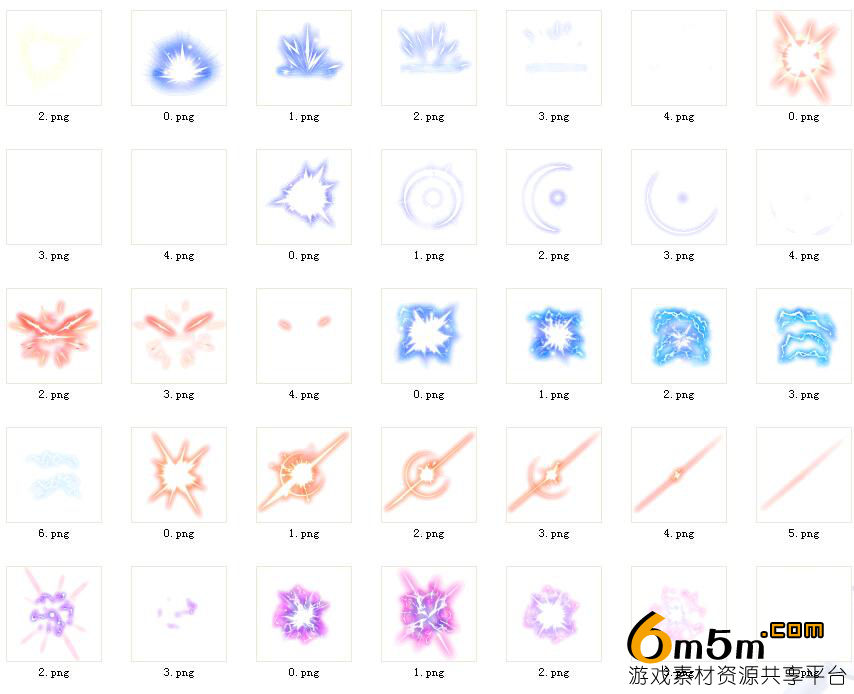 2.png 0.png 1.png 2.png 3.png 4.png 0.png
3.png 4.png 0.png 1.png 2.png 3.png 4.png
2.png 3.png 4.png 0.png 1.png 2.png 3.png
6.png 0.png 1.png 2.png 3.png 4.png 5.png
2.png 3.png 0.png 1.png 2.png
6m5m.com
游戏素材资源共享平台